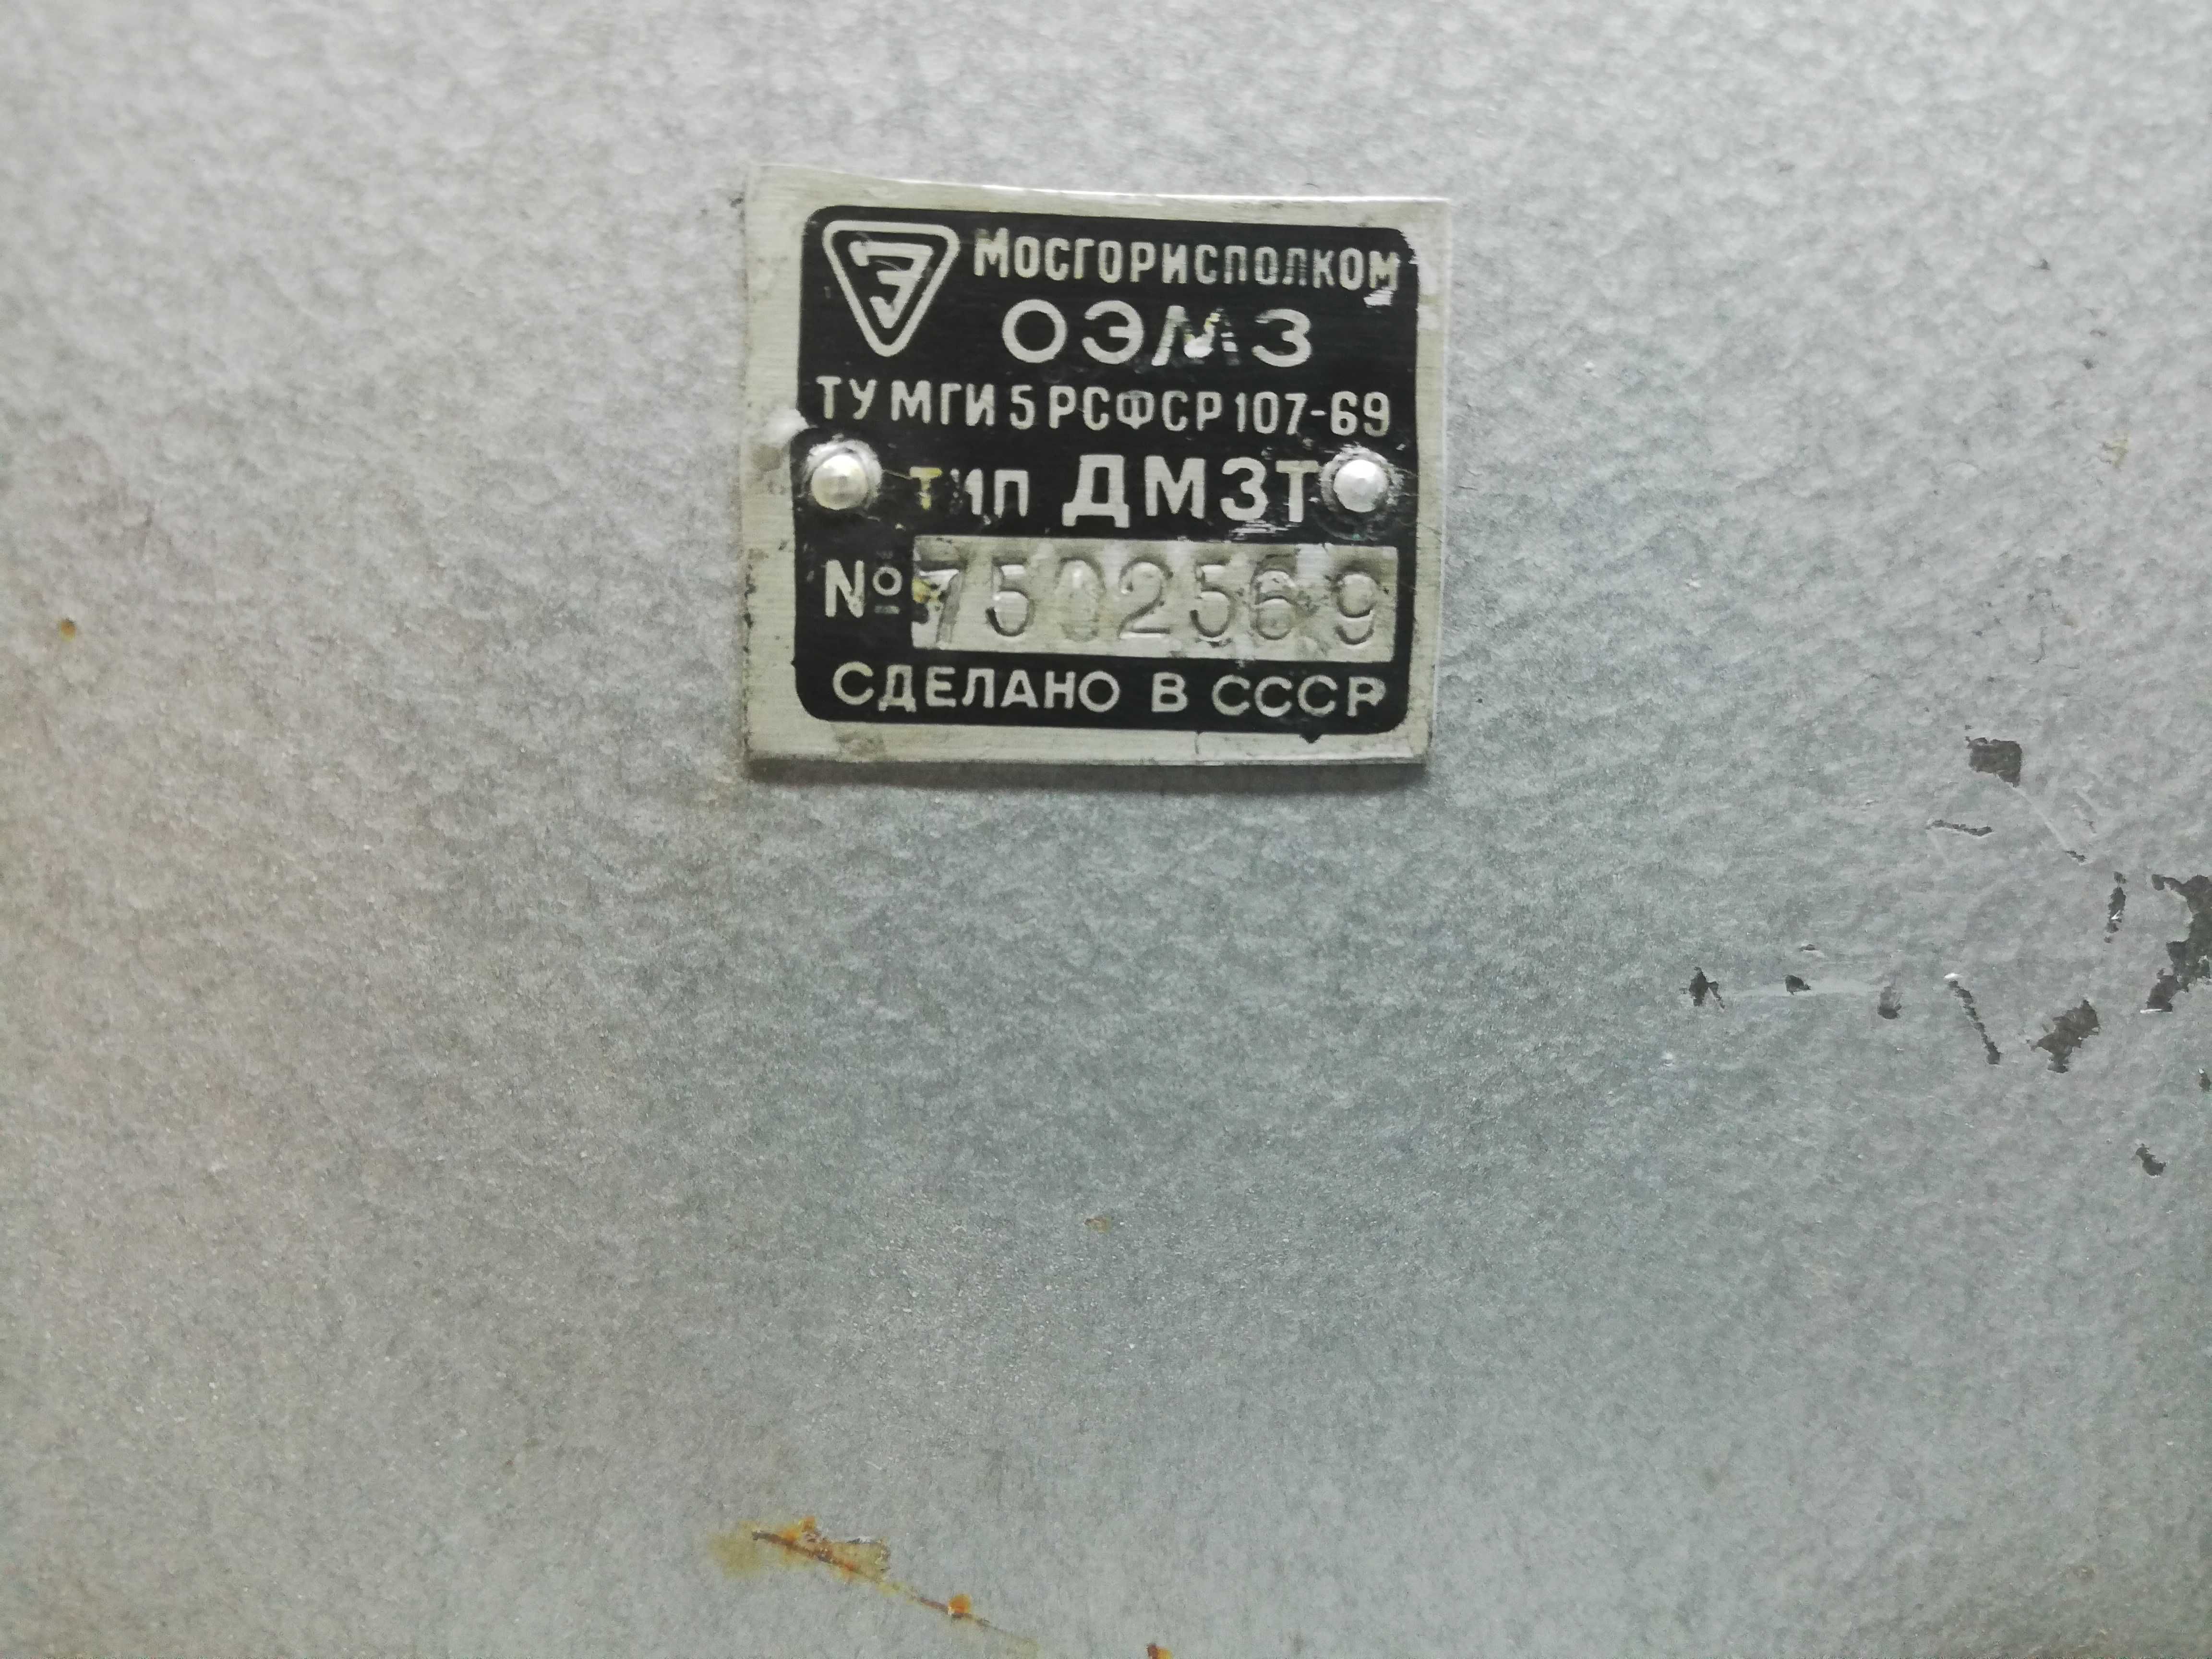 Э МОСГОРИСПОЛКОМ
ОЭМЗ
ТУ МГИ 5 РСФСР 107-69
ТИП ДМЗТ
№ 7502569
СДЕЛАНО В СССР